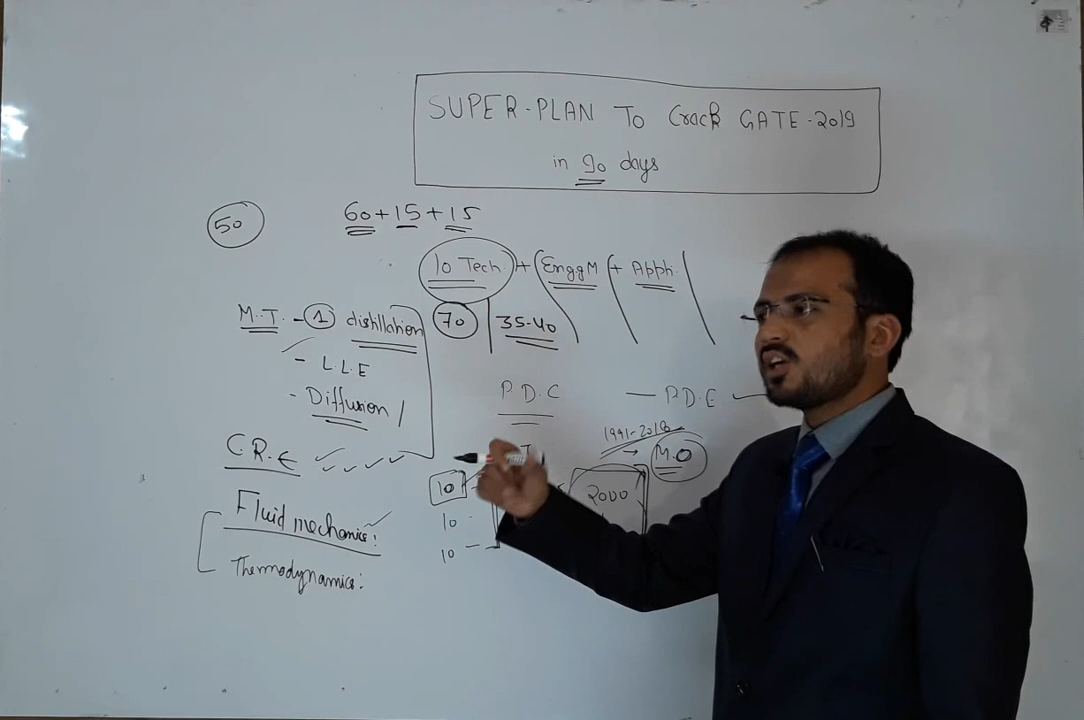 SUPER-PLAN To Crack GATE-2019
in 90 days
50
60+15+15
10 Tech + EnggM + Apph.
M.T. - 1 distillation
70 35-40
- L.L.E
- Diffusion
P.D.C — P.D.E
1991-2018
C.R.E → M.O
10 2000
Fluid mechanics:
10
10 -
Thermodynamics: